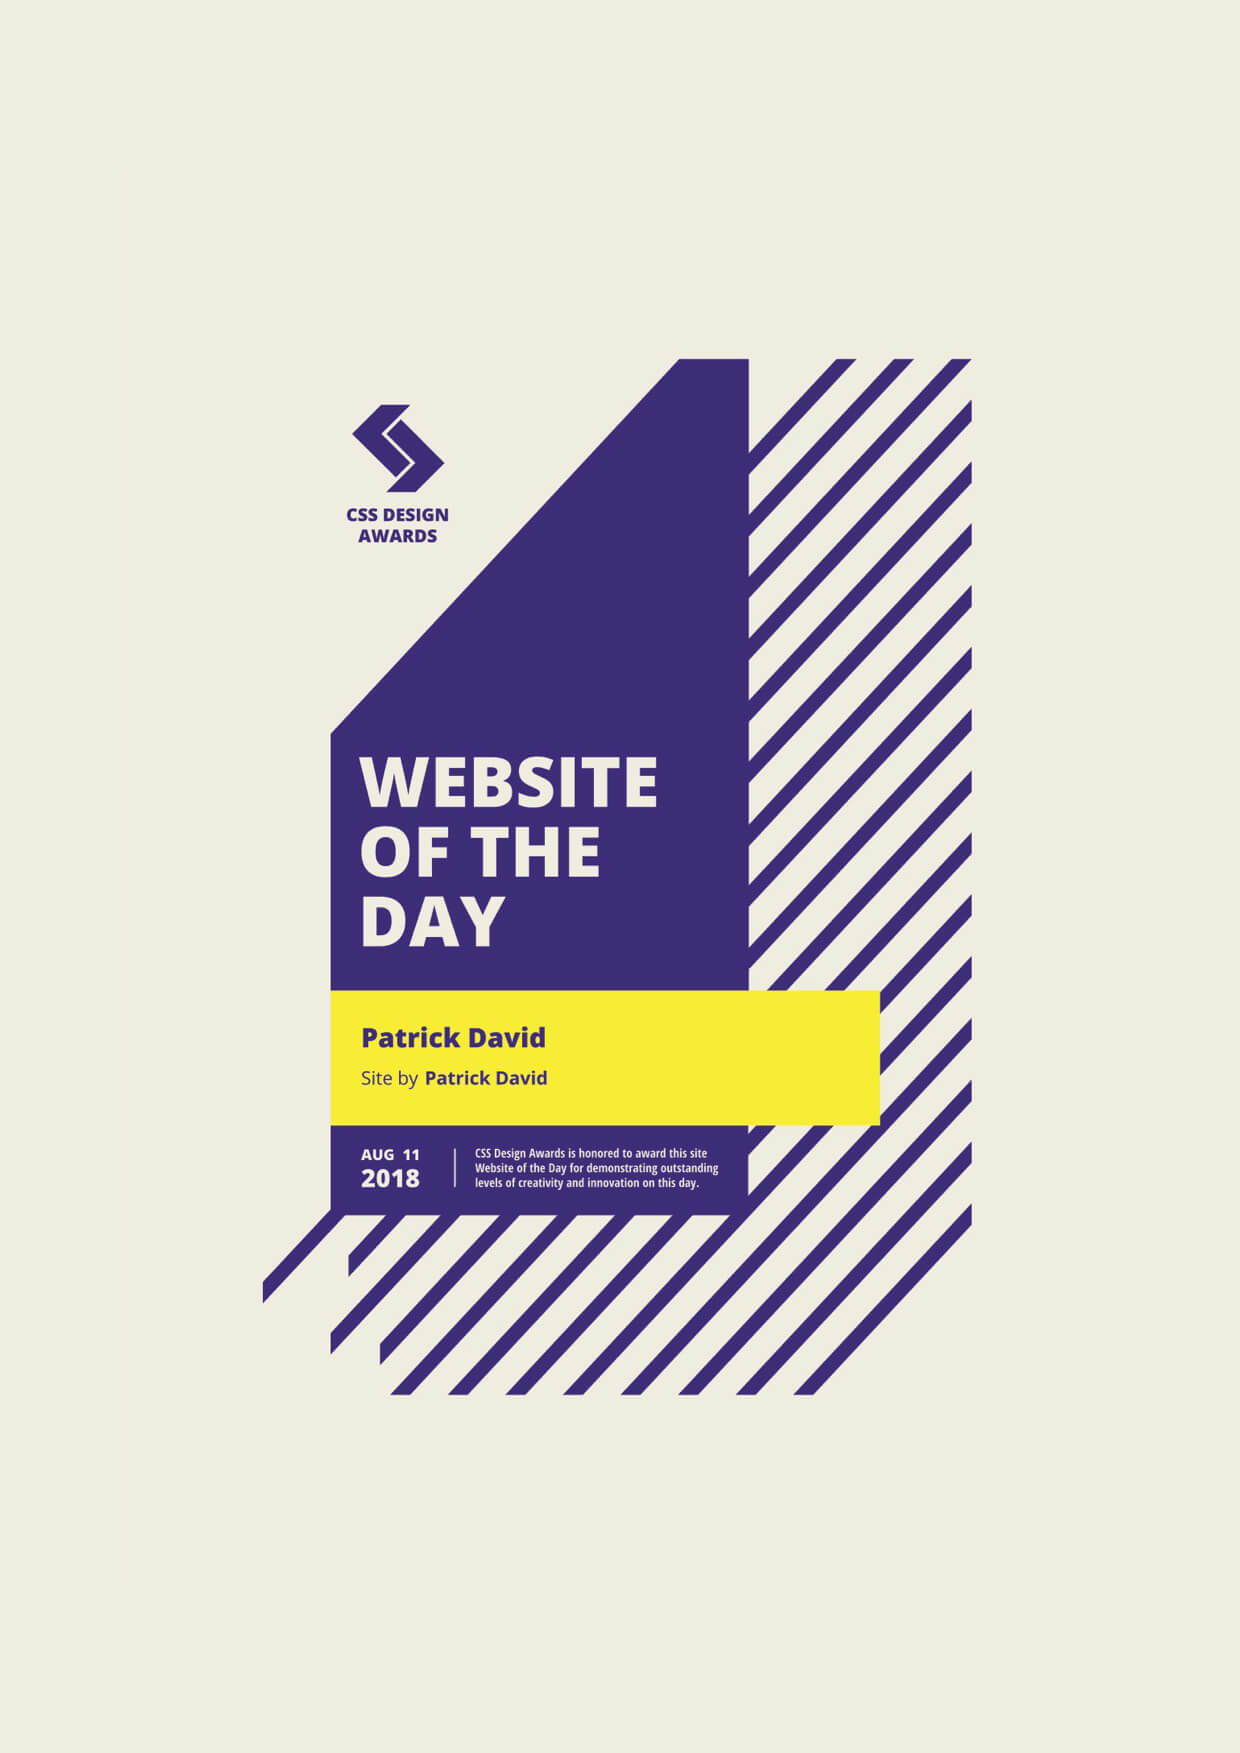 CSS DESIGN
AWARDS
WEBSITE
OF THE
DAY
Patrick David
Site by Patrick David
AUG 11
2018
CSS Design Awards is honored to award this site
Website of the Day for demonstrating outstanding
levels of creativity and innovation on this day.